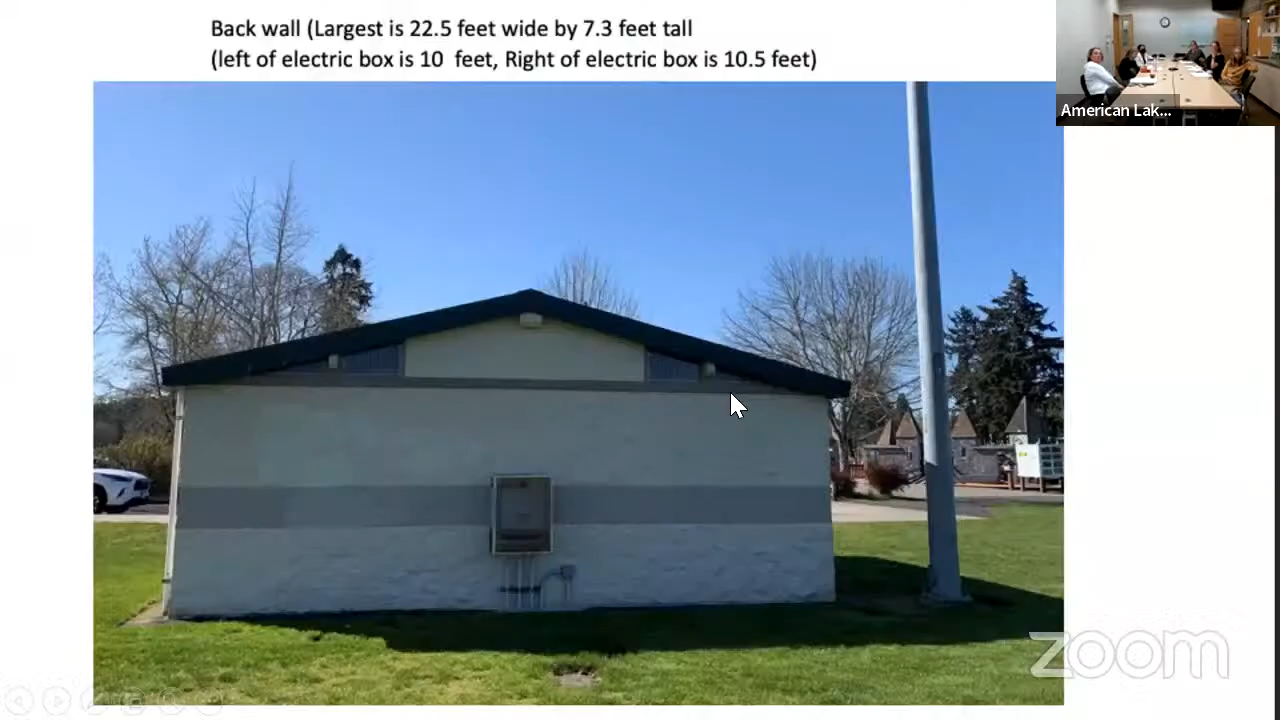 Back wall (Largest is 22.5 feet wide by 7.3 feet tall
(left of electric box is 10  feet, Right of electric box is 10.5 feet)
American Lak...
zoom